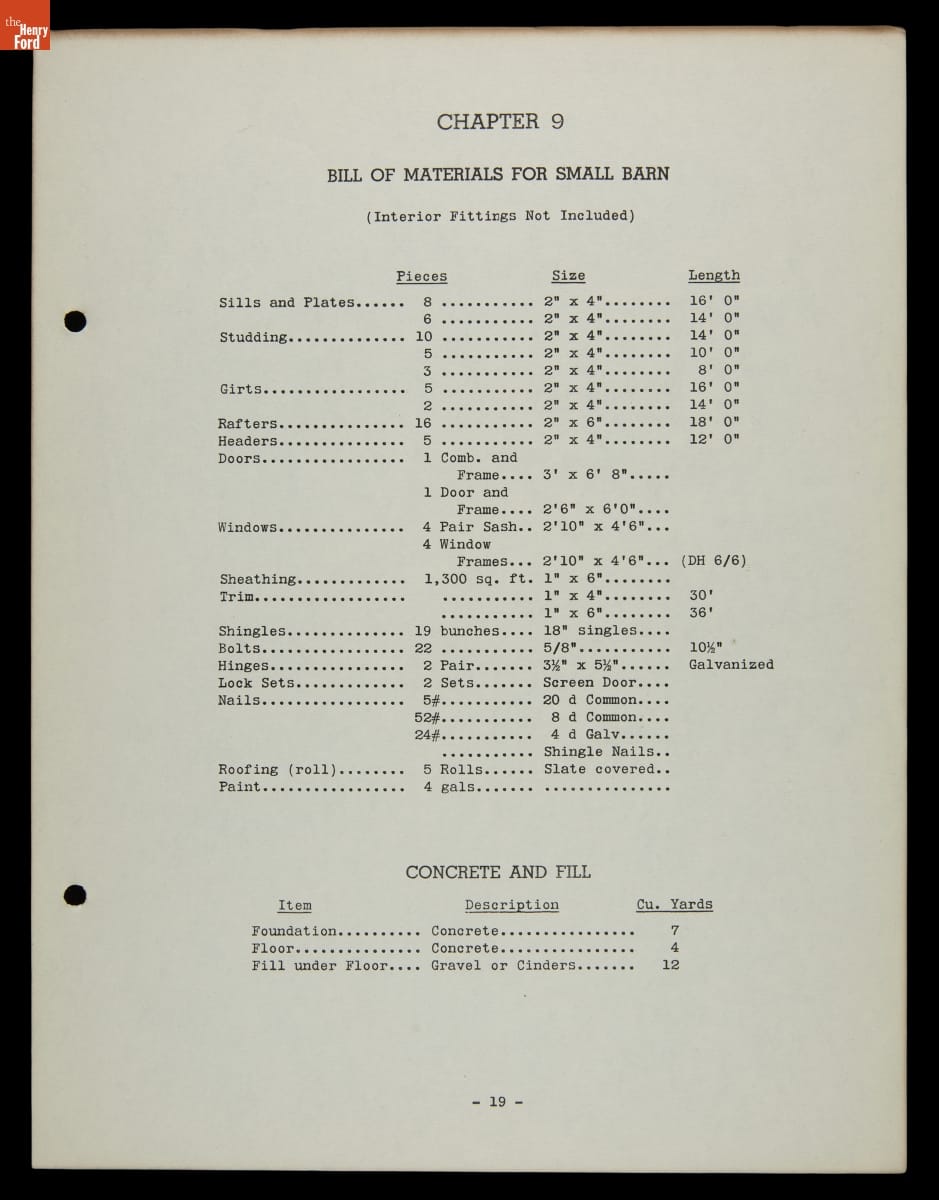 the
Henry
Ford
CHAPTER 9
BILL OF MATERIALS FOR SMALL BARN
(Interior Fittings Not Included)
Pieces Size Length
Sills and Plates...... 8 ........... 2" x 4"........ 16' 0"
6 ........... 2" x 4"........ 14' 0"
Studding.............. 10 ........... 2" x 4"........ 14' 0"
5 ........... 2" x 4"........ 10' 0"
3 ........... 2" x 4"........ 8' 0"
Girts................. 5 ........... 2" x 4"........ 16' 0"
2 ........... 2" x 4"........ 14' 0"
Rafters............... 16 ........... 2" x 6"........ 18' 0"
Headers............... 5 ........... 2" x 4"........ 12' 0"
Doors................. 1 Comb. and
Frame.... 3' x 6' 8".....
1 Door and
Frame.... 2'6" x 6'0"....
Windows............... 4 Pair Sash.. 2'10" x 4'6"...
4 Window
Frames... 2'10" x 4'6"... (DH 6/6)
Sheathing............. 1,300 sq. ft. 1" x 6"........
Trim.................. ........... 1" x 4"........ 30'
........... 1" x 6"........ 36'
Shingles.............. 19 bunches.... 18" singles....
Bolts................. 22 ........... 5/8"........... 10½"
Hinges................ 2 Pair....... 3½" x 5½"...... Galvanized
Lock Sets............. 2 Sets....... Screen Door....
Nails................. 5#........... 20 d Common....
52#........... 8 d Common....
24#........... 4 d Galv......
........... Shingle Nails..
Roofing (roll)........ 5 Rolls...... Slate covered..
Paint................. 4 gals....... ...............
CONCRETE AND FILL
Item Description Cu. Yards
Foundation.......... Concrete................ 7
Floor............... Concrete................ 4
Fill under Floor.... Gravel or Cinders....... 12
- 19 -